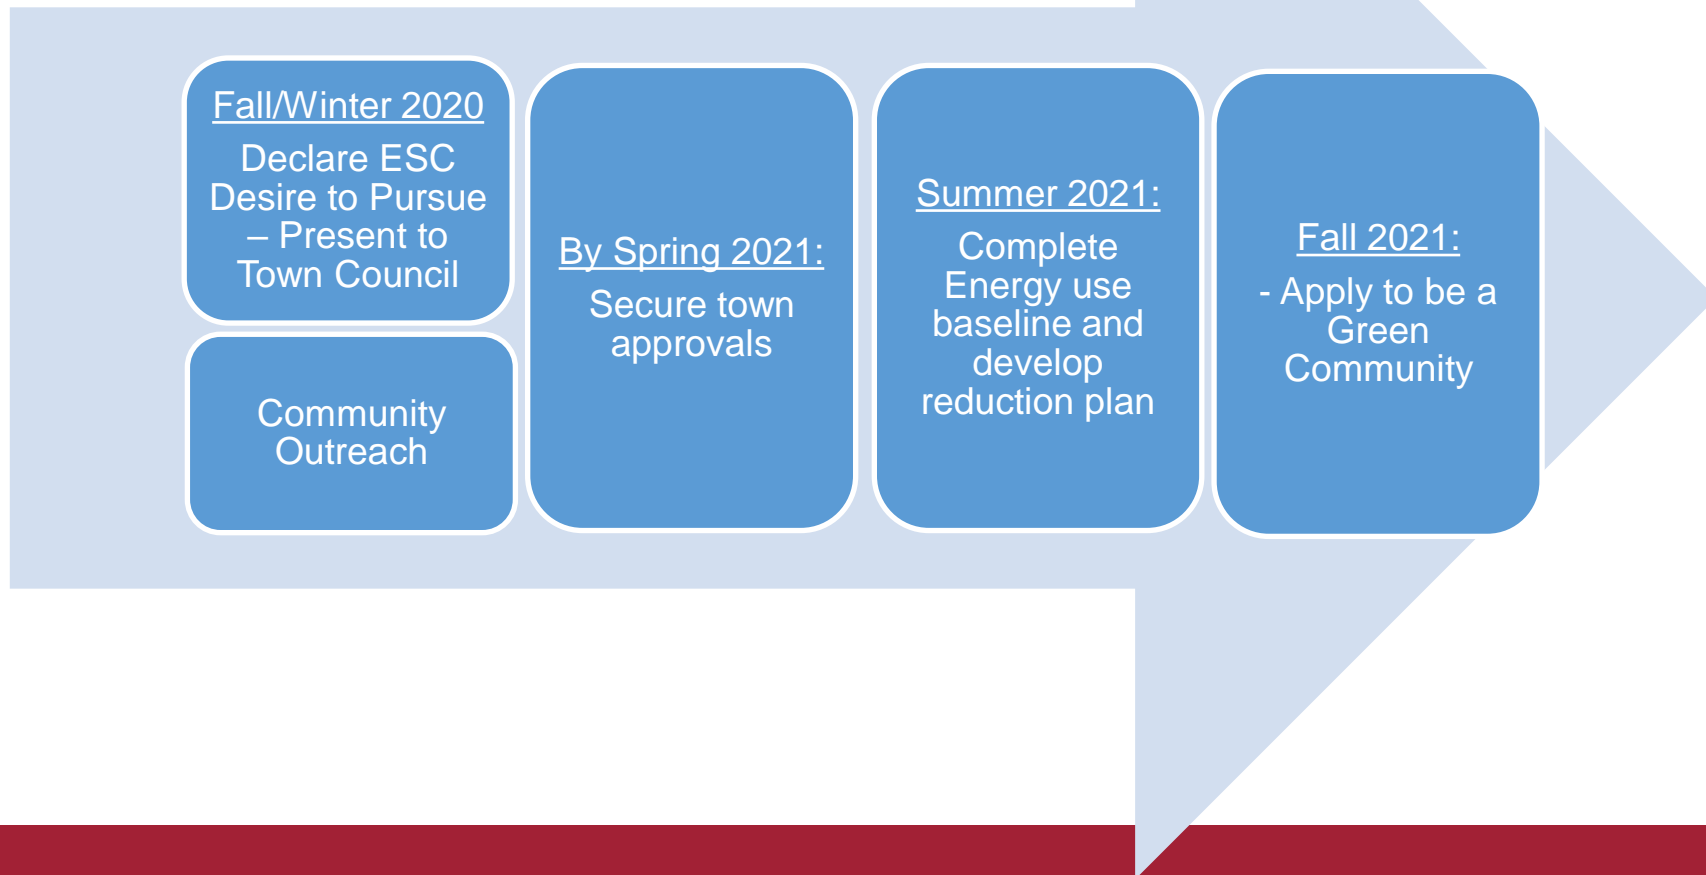 Fall/Winter 2020
Declare ESC
Desire to Pursue
– Present to
Town Council
Community
Outreach
By Spring 2021:
Secure town
approvals
Summer 2021:
Complete
Energy use
baseline and
develop
reduction plan
Fall 2021:
- Apply to be a
Green
Community